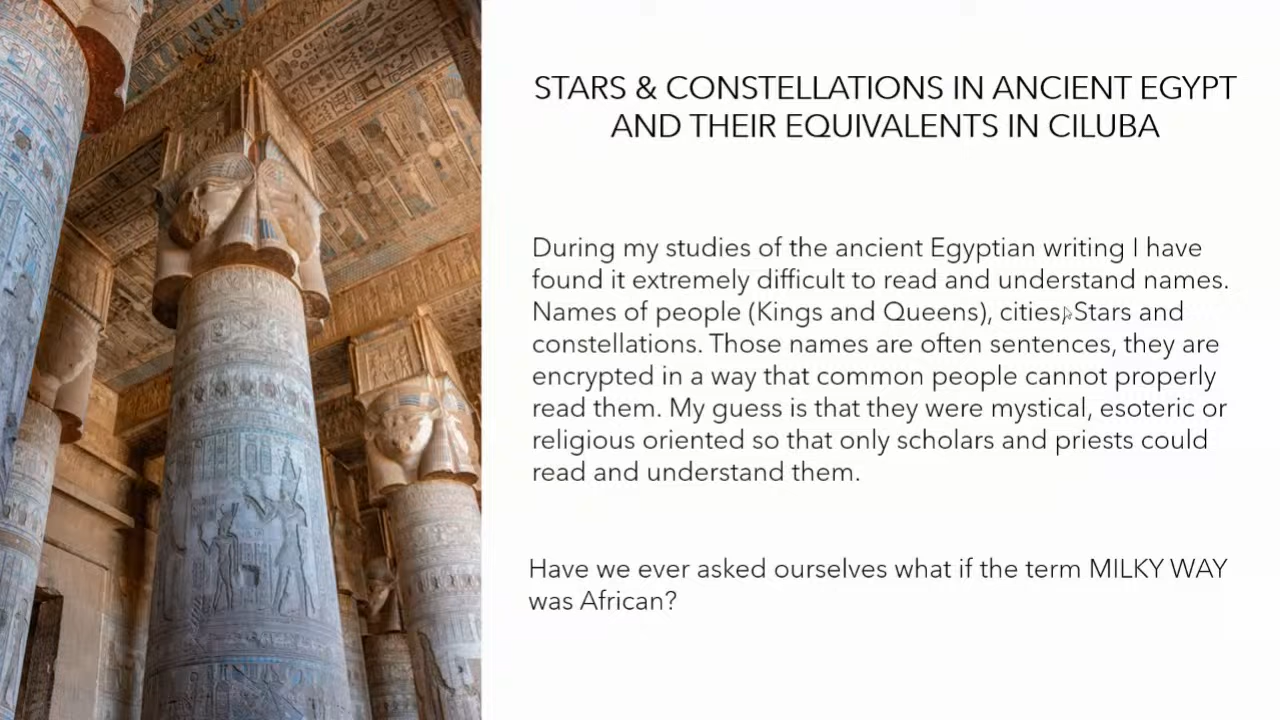 STARS & CONSTELLATIONS IN ANCIENT EGYPT
AND THEIR EQUIVALENTS IN CILUBA
During my studies of the ancient Egyptian writing I have
found it extremely difficult to read and understand names.
Names of people (Kings and Queens), cities, Stars and
constellations. Those names are often sentences, they are
encrypted in a way that common people cannot properly
read them. My guess is that they were mystical, esoteric or
religious oriented so that only scholars and priests could
read and understand them.
Have we ever asked ourselves what if the term MILKY WAY
was African?